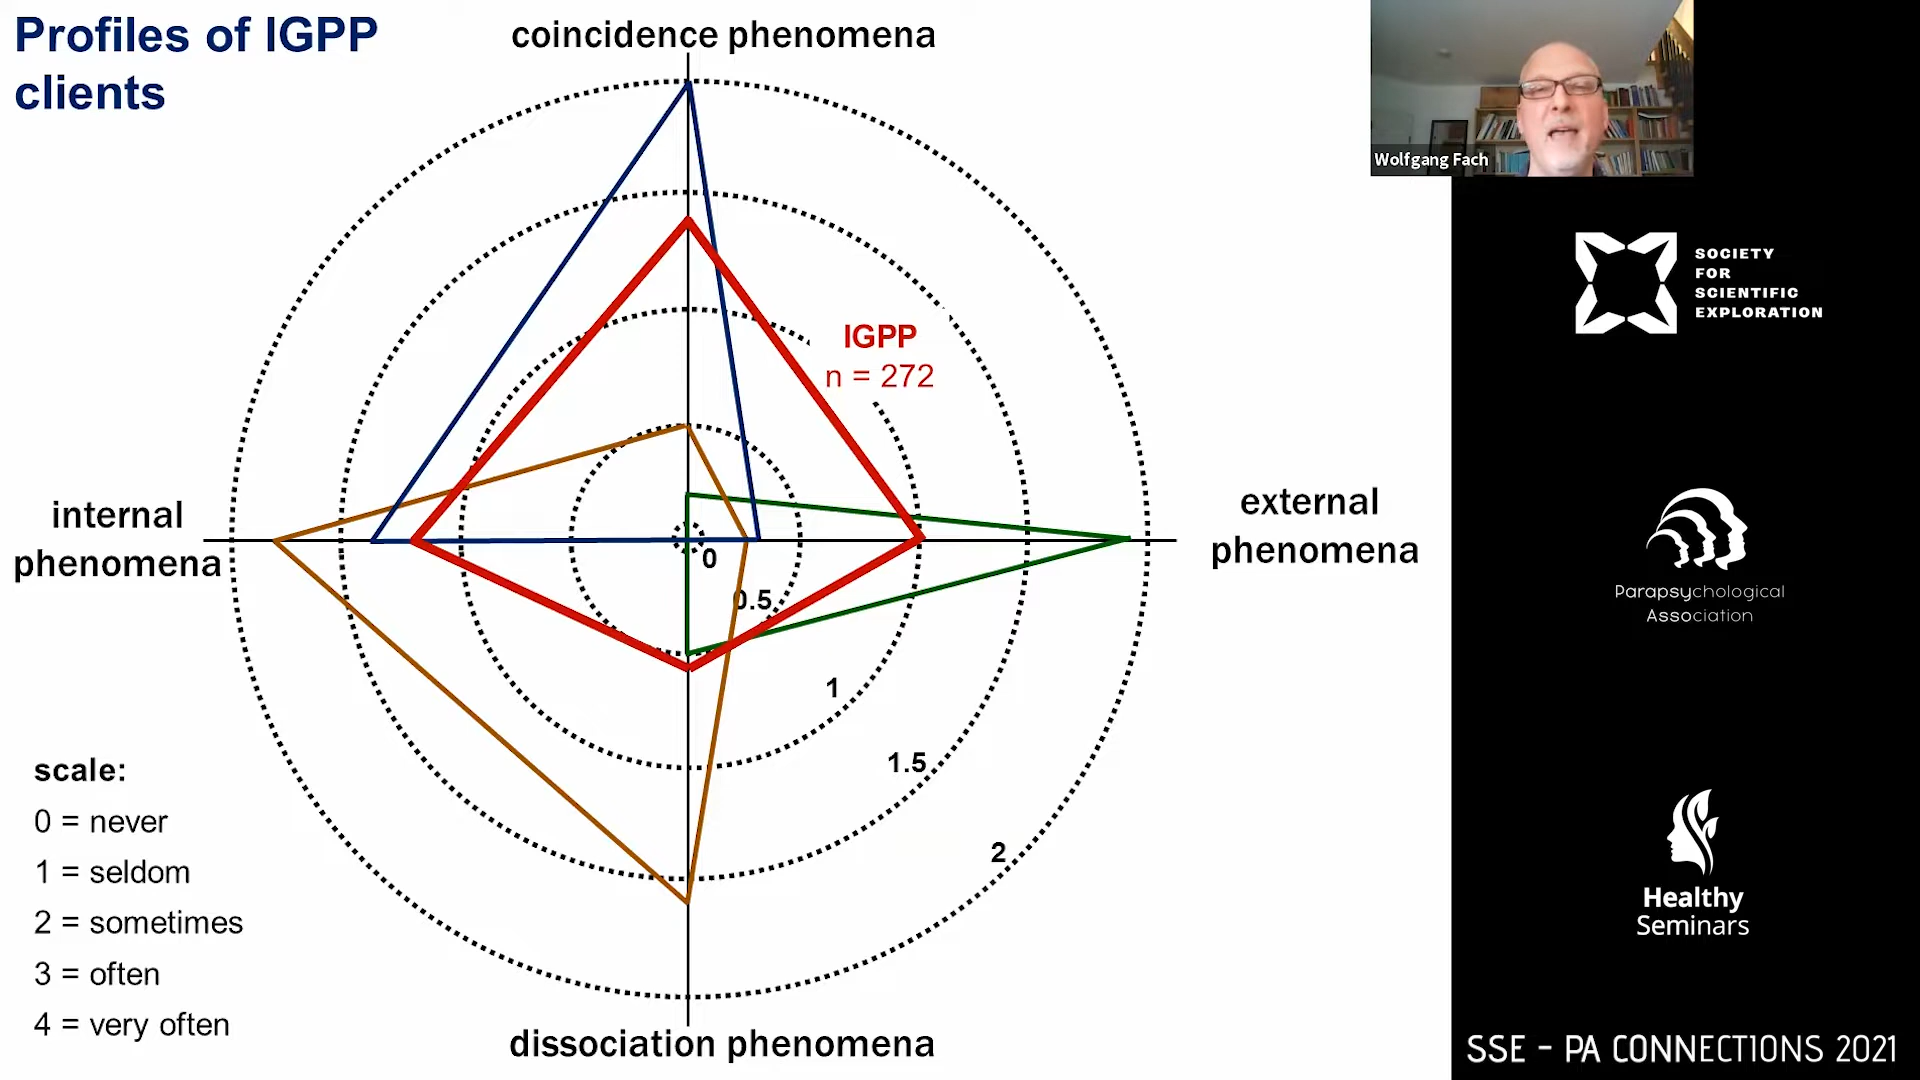 Profiles of IGPP
clients
coincidence phenomena
IGPP
n = 272
internal
phenomena
external
phenomena
0
0.5
1
1.5
2
dissociation phenomena
scale:
0 = never
1 = seldom
2 = sometimes
3 = often
4 = very often
Wolfgang Fach
SOCIETY
FOR
SCIENTIFIC
EXPLORATION
Parapsychological
Association
Healthy
Seminars
SSE - PA CONNECTIONS 2021